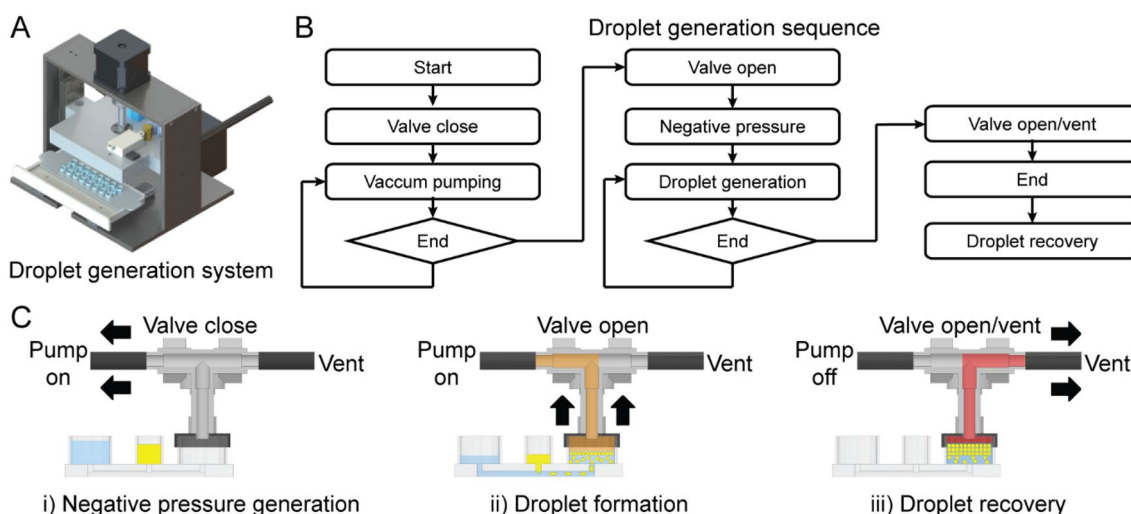 A
B
Droplet generation sequence
Start
Valve close
Vaccum pumping
End
Valve open
Negative pressure
Droplet generation
End
Valve open/vent
End
Droplet recovery
Droplet generation system
C
Valve close
Pump
on
Vent
i) Negative pressure generation
Valve open
Pump
on
Vent
ii) Droplet formation
Valve open/vent
Pump
off
Vent
iii) Droplet recovery